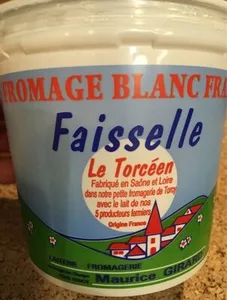 FROMAGE BLANC FRA
Faisselle
Le Torcéen
Fabriqué en Saône et Loire
dans notre petite fromagerie de Torcy
avec le lait de nos
5 producteurs fermiers
Origine France
LAITERIE FROMAGERIE
Maurice GIRARD